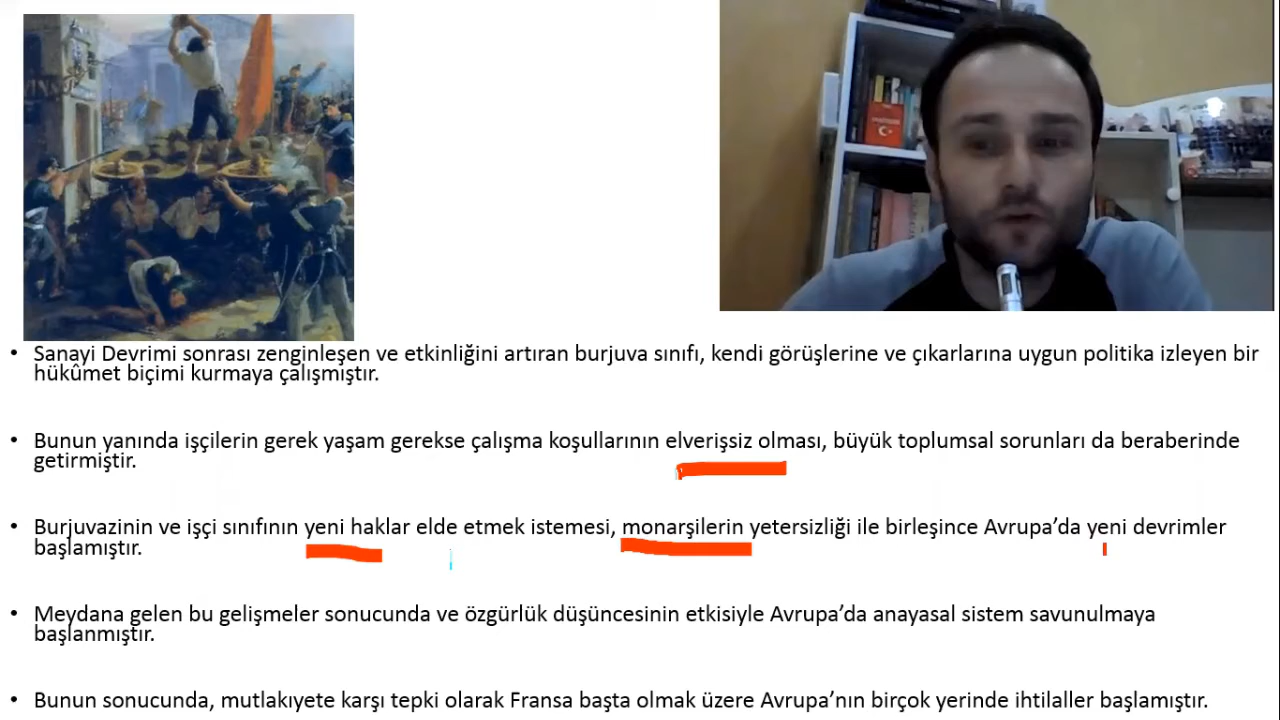 • Sanayi Devrimi sonrası zenginleşen ve etkinliğini artıran burjuva sınıfı, kendi görüşlerine ve çıkarlarına uygun politika izleyen bir
hükûmet biçimi kurmaya çalışmıştır.
• Bunun yanında işçilerin gerek yaşam gerekse çalışma koşullarının elverişsiz olması, büyük toplumsal sorunları da beraberinde
getirmiştir.
• Burjuvazinin ve işçi sınıfının yeni haklar elde etmek istemesi, monarşilerin yetersizliği ile birleşince Avrupa’da yeni devrimler
başlamıştır.
• Meydana gelen bu gelişmeler sonucunda ve özgürlük düşüncesinin etkisiyle Avrupa’da anayasal sistem savunulmaya
başlanmıştır.
• Bunun sonucunda, mutlakıyete karşı tepki olarak Fransa başta olmak üzere Avrupa’nın birçok yerinde ihtilaller başlamıştır.